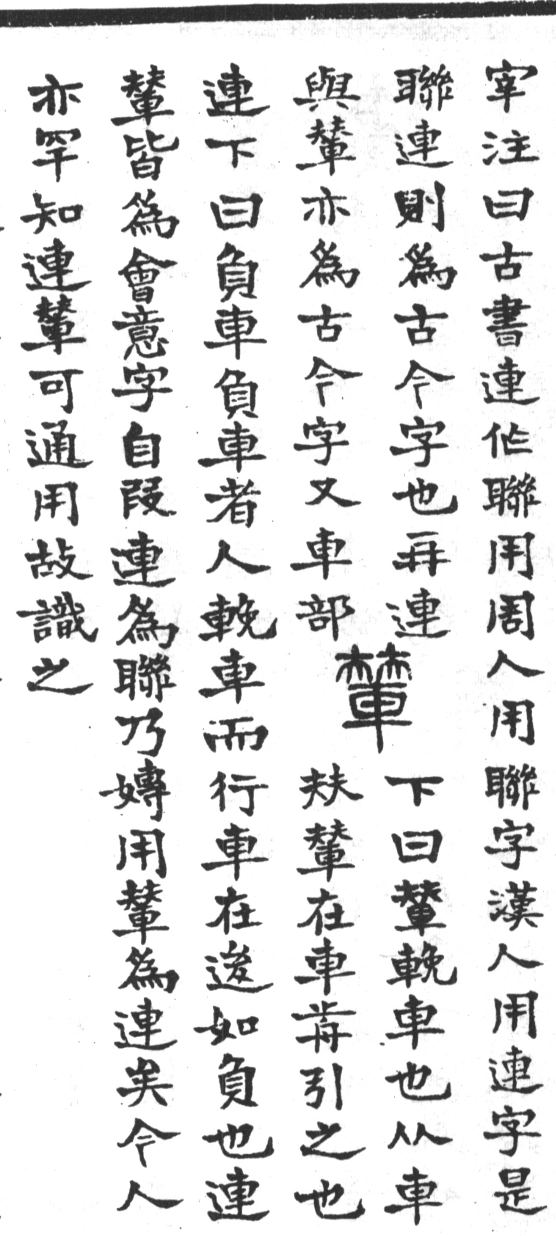 宰注曰古書連作聯用周人用聯字漢人用連字是
聯連則為古今字也再連
與輦亦為古今字又車部
輦
下曰輦輓車也从車
㚘輦在車歬引之也
連下曰負車負車者人輓車而行車在後如負也連
輦皆為會意字自叚連為聯乃嫥用輦為連矣今人
亦罕知連輦可通用故識之